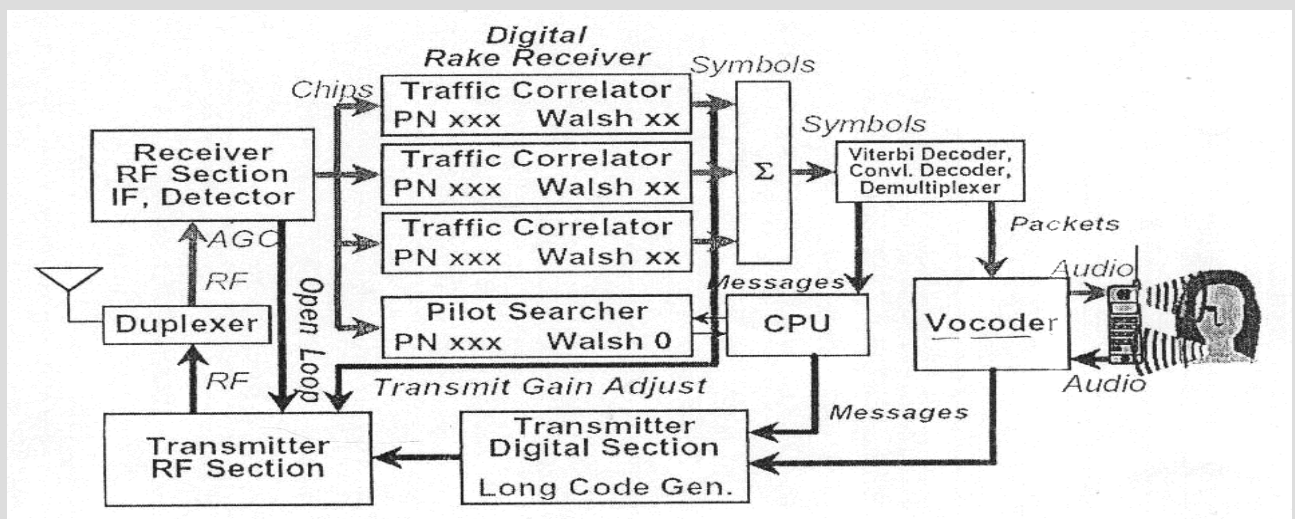 Digital
Rake Receiver
Symbols
Chips
Traffic Correlator
PN xxx Walsh xx
Receiver
RF Section
IF, Detector
Traffic Correlator
PN xxx Walsh xx
Traffic Correlator
PN xxx Walsh xx
Σ
Symbols
Viterbi Decoder,
Convl. Decoder,
Demultiplexer
Packets
AGC
RF
Open Loop
Messages
Audio
Duplexer
Pilot Searcher
PN xxx Walsh 0
CPU
Vocoder
RF
Transmit Gain Adjust
Audio
Messages
Transmitter
RF Section
Transmitter
Digital Section
Long Code Gen.